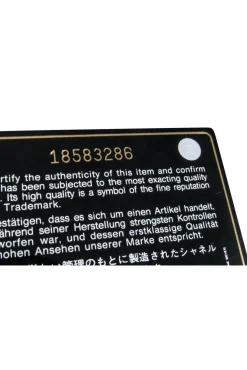 18583286
ertify the authenticity of this item and confirm
has been subjected to the most exacting quality
. Its high quality is a symbol of the fine reputation
Trademark.
estätigen, dass es sich um einen Artikel handelt,
während seiner Herstellung strengsten Kontrollen
worfen war, und dessen erstklassige Qualität
hohen Ansehen unserer Marke entspricht.
管理のもとに製造されたシャネル